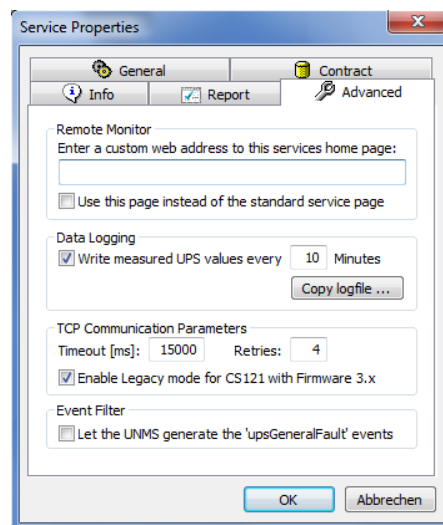 Service Properties
General
Contract
Info
Report
Advanced
Remote Monitor
Enter a custom web address to this services home page:
Use this page instead of the standard service page
Data Logging
Write measured UPS values every 10 Minutes
Copy logfile ...
TCP Communication Parameters
Timeout [ms]: 15000 Retries: 4
Enable Legacy mode for CS121 with Firmware 3.x
Event Filter
Let the UNMS generate the 'upsGeneralFault' events
OK
Abbrechen